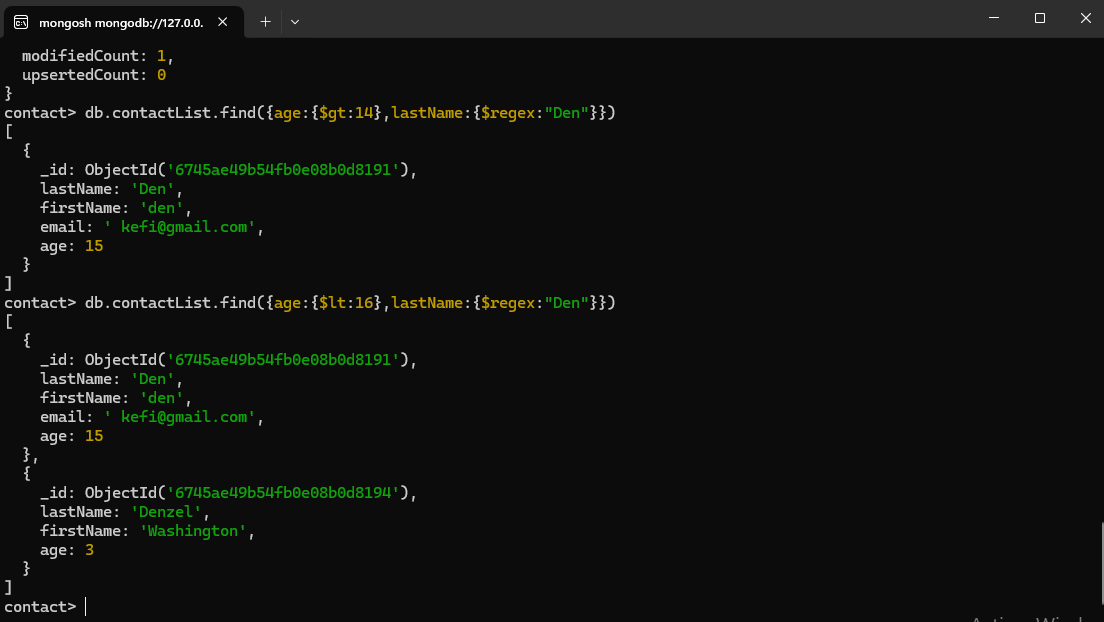 mongosh mongodb://127.0.0.
modifiedCount: 1,
upsertedCount: 0
}
contact> db.contactList.find({age:{$gt:14},lastName:{$regex:"Den"}})
[
{
_id: ObjectId('6745ae49b54fb0e08b0d8191'),
lastName: 'Den',
firstName: 'den',
email: ' kefi@gmail.com',
age: 15
}
]
contact> db.contactList.find({age:{$lt:16},lastName:{$regex:"Den"}})
[
{
_id: ObjectId('6745ae49b54fb0e08b0d8191'),
lastName: 'Den',
firstName: 'den',
email: ' kefi@gmail.com',
age: 15
},
{
_id: ObjectId('6745ae49b54fb0e08b0d8194'),
lastName: 'Denzel',
firstName: 'Washington',
age: 3
}
]
contact>